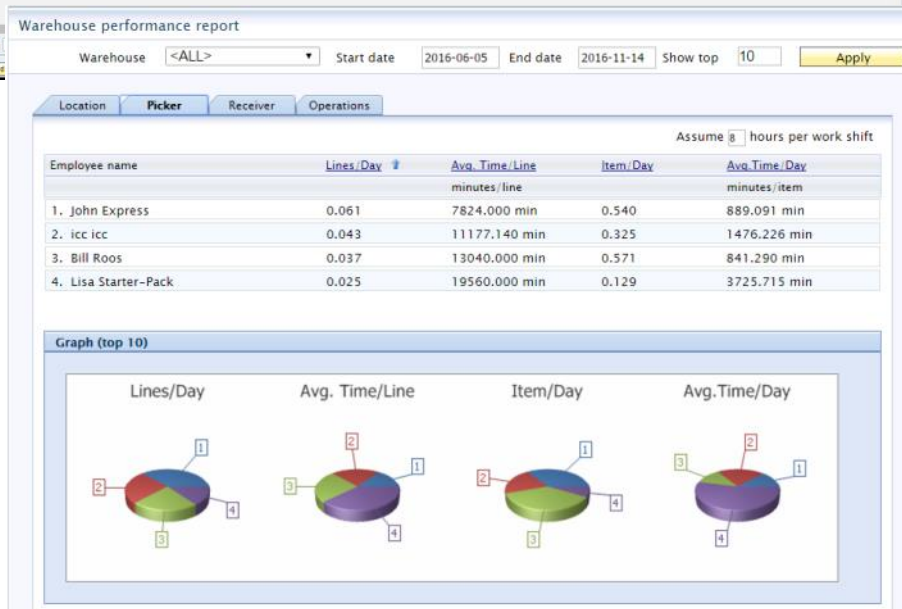 Warehouse performance report
Warehouse <ALL> Start date 2016-06-05 End date 2016-11-14 Show top 10 Apply
Location Picker Receiver Operations
Assume 8 hours per work shift
Employee name Lines/Day Avg. Time/Line Item/Day Avg.Time/Day
minutes/line minutes/item
1. John Express 0.061 7824.000 min 0.540 889.091 min
2. icc icc 0.043 11177.140 min 0.325 1476.226 min
3. Bill Roos 0.037 13040.000 min 0.571 841.290 min
4. Lisa Starter-Pack 0.025 19560.000 min 0.129 3725.715 min
Graph (top 10)
Lines/Day Avg. Time/Line Item/Day Avg.Time/Day
1 2 3 4
1 2 3 4
1 2 3 4
1 2 3 4